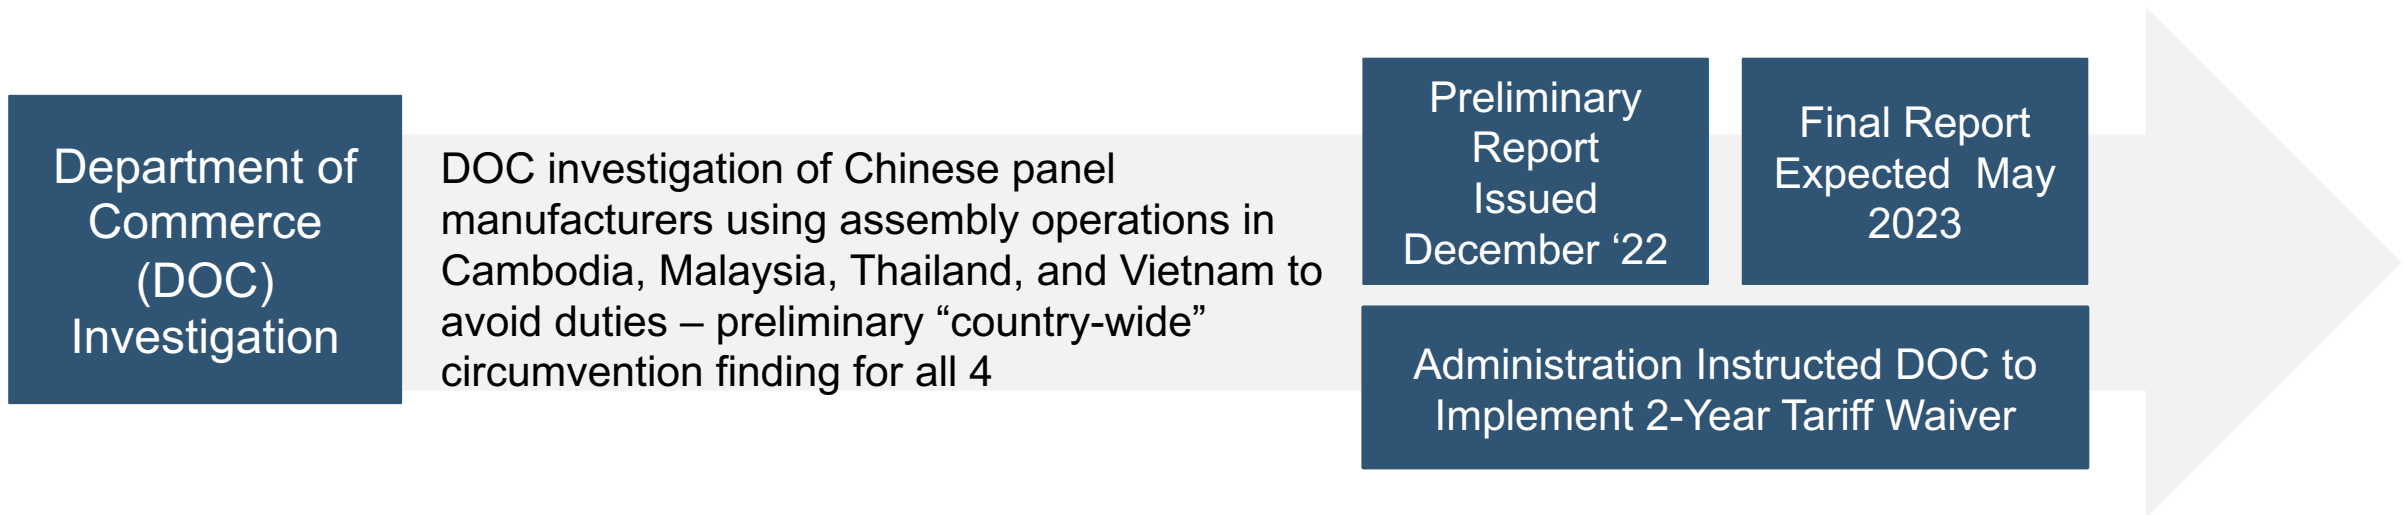 Department of
Commerce
(DOC)
Investigation
DOC investigation of Chinese panel
manufacturers using assembly operations in
Cambodia, Malaysia, Thailand, and Vietnam to
avoid duties – preliminary “country-wide”
circumvention finding for all 4
Preliminary
Report
Issued
December ‘22
Final Report
Expected  May
2023
Administration Instructed DOC to
Implement 2-Year Tariff Waiver